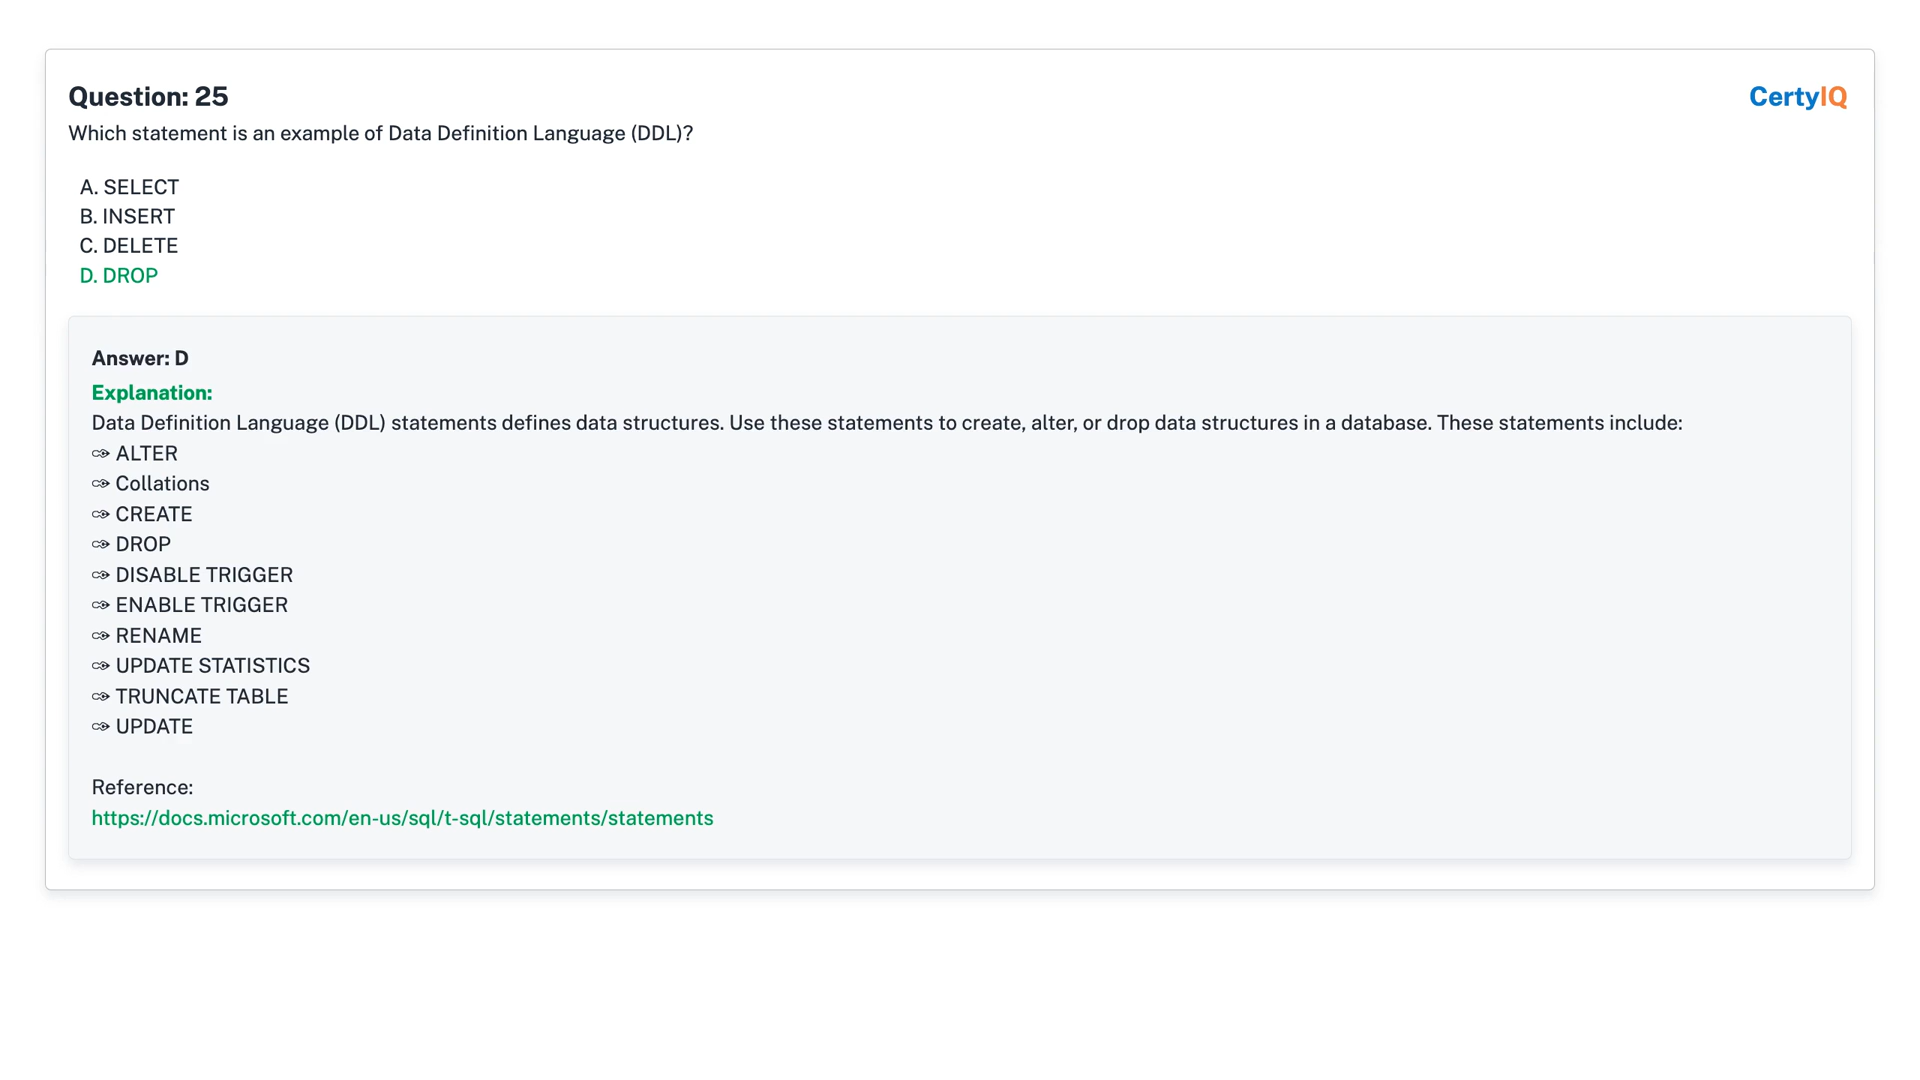 Question: 25
CertyIQ
Which statement is an example of Data Definition Language (DDL)?
A. SELECT
B. INSERT
C. DELETE
D. DROP
Answer: D
Explanation:
Data Definition Language (DDL) statements defines data structures. Use these statements to create, alter, or drop data structures in a database. These statements include:
✑ ALTER
✑ Collations
✑ CREATE
✑ DROP
✑ DISABLE TRIGGER
✑ ENABLE TRIGGER
✑ RENAME
✑ UPDATE STATISTICS
✑ TRUNCATE TABLE
✑ UPDATE
Reference:
https://docs.microsoft.com/en-us/sql/t-sql/statements/statements